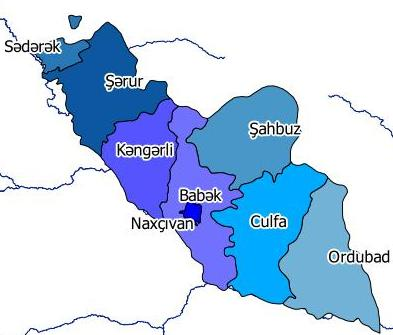 Sədərək
Şərur
Şahbuz
Kəngərli
Babək
Naxçıvan
Culfa
Ordubad